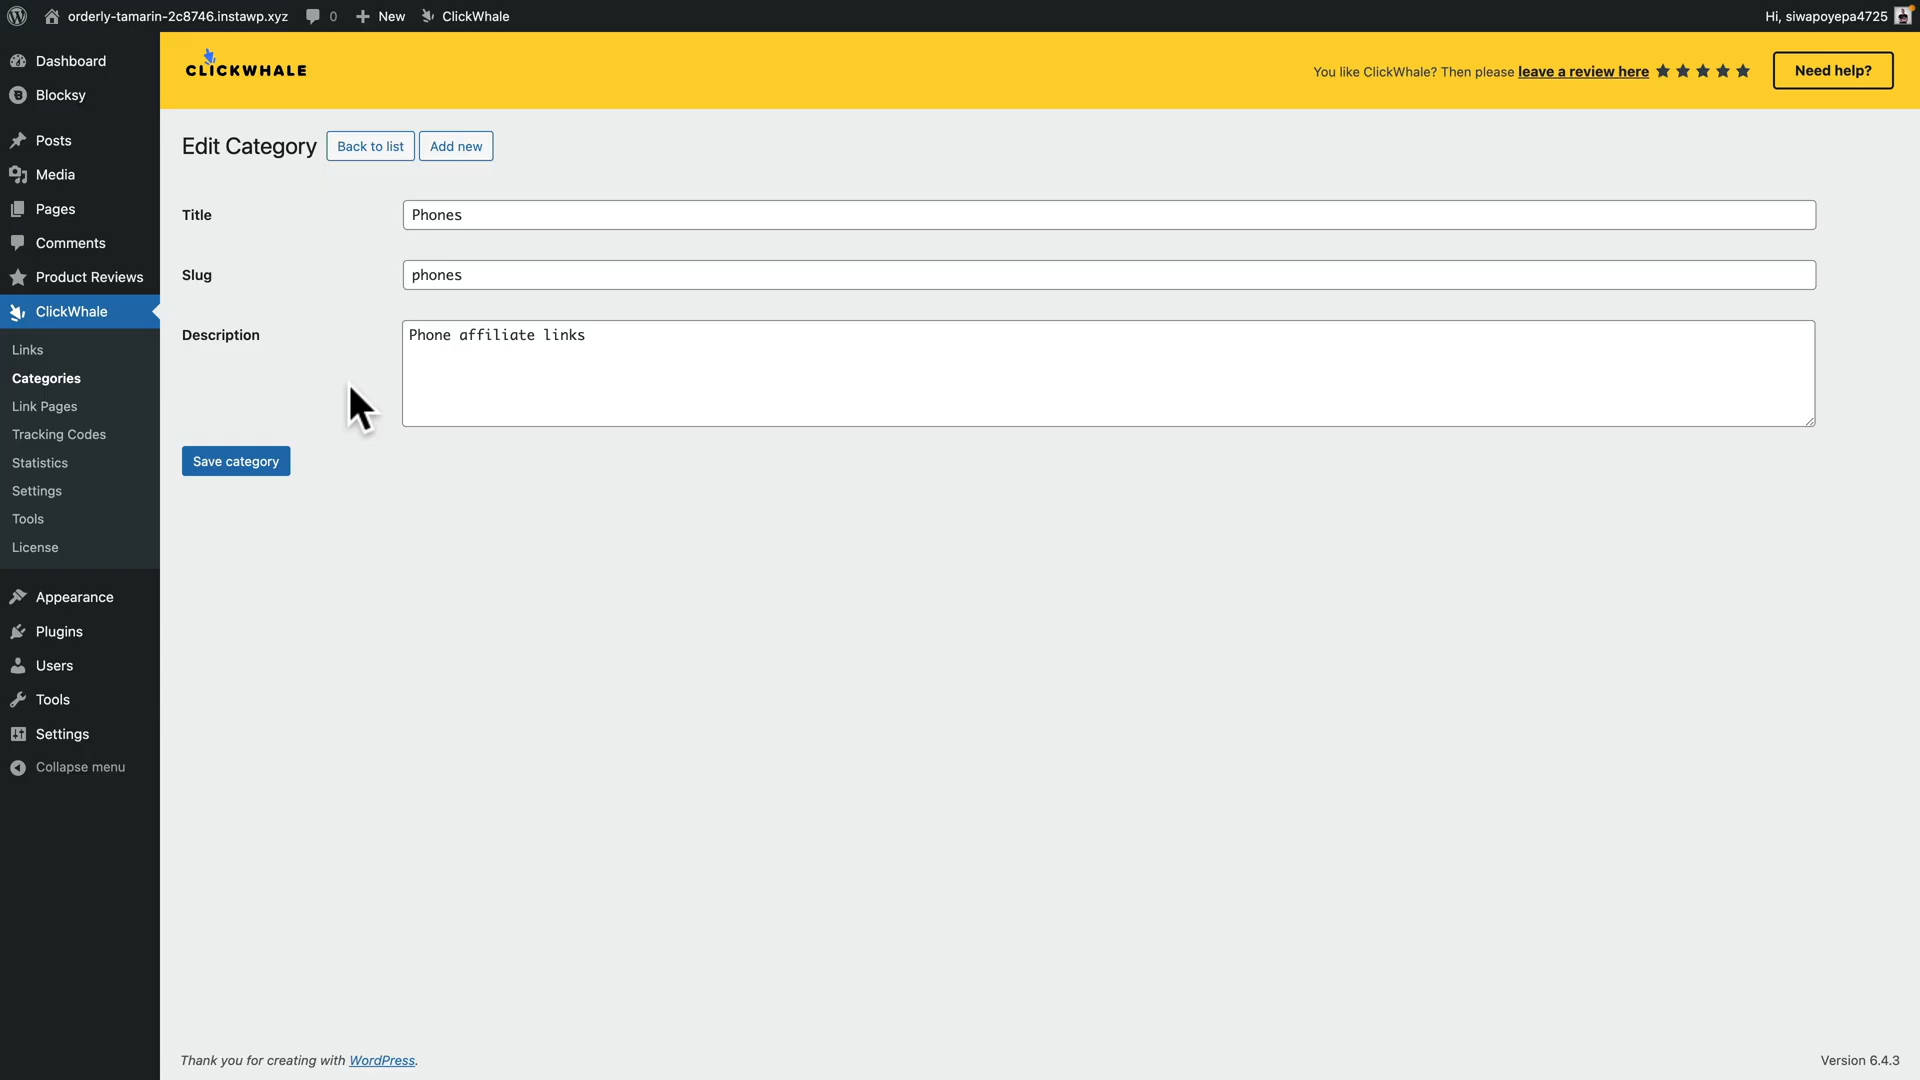 orderly-tamarin-2c8746.instawp.xyz 0 New ClickWhale Hi, siwapoyepa4725
CLICKWHALE
You like ClickWhale? Then please leave a review here
Need help?
Dashboard
Blocksy
Posts
Media
Pages
Comments
Product Reviews
ClickWhale
Links
Categories
Link Pages
Tracking Codes
Statistics
Settings
Tools
License
Appearance
Plugins
Users
Tools
Settings
Collapse menu
Edit Category Back to list Add new
Title Phones
Slug phones
Description Phone affiliate links
Save category
Thank you for creating with WordPress. Version 6.4.3